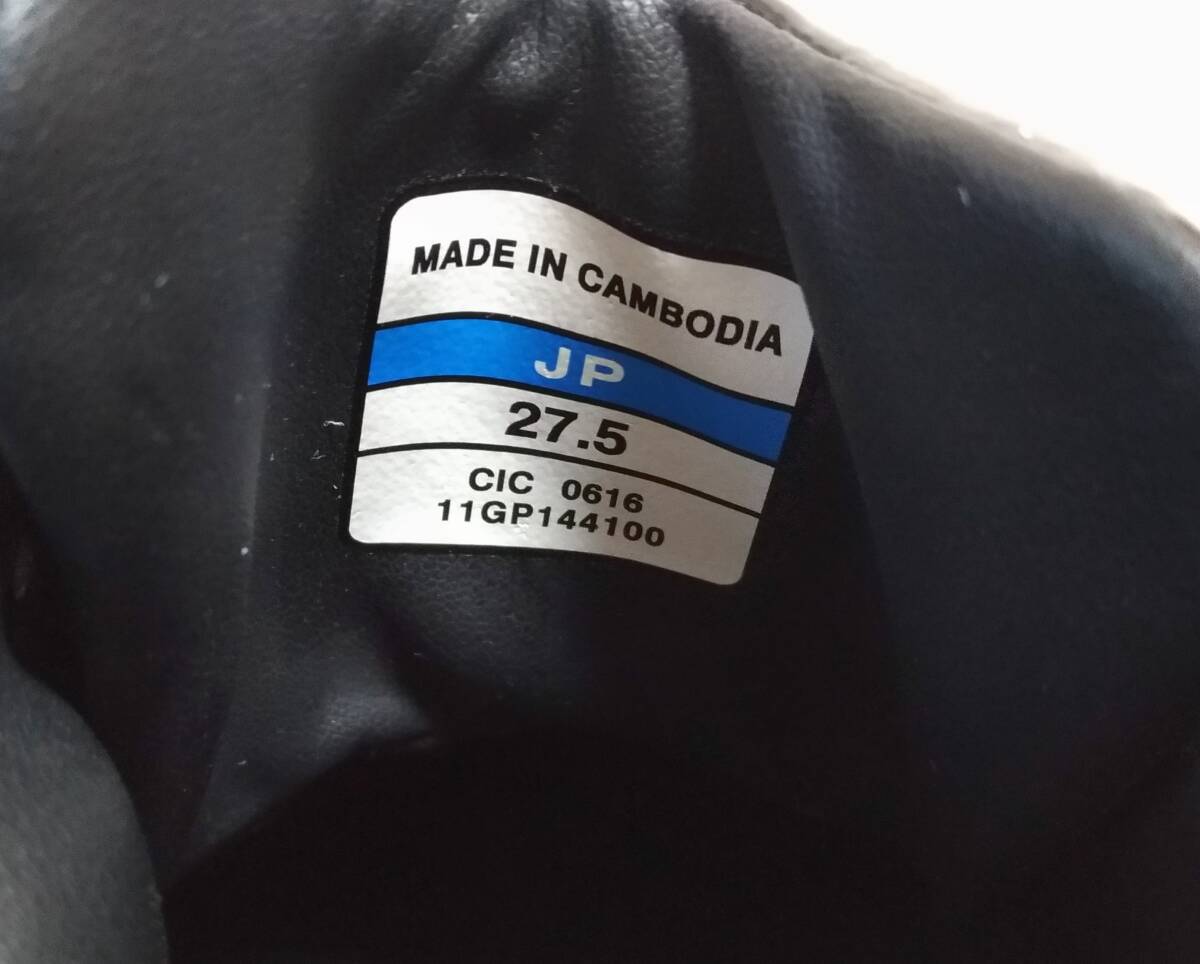 MADE IN CAMBODIA
JP
27.5
CIC 0616
11GP144100